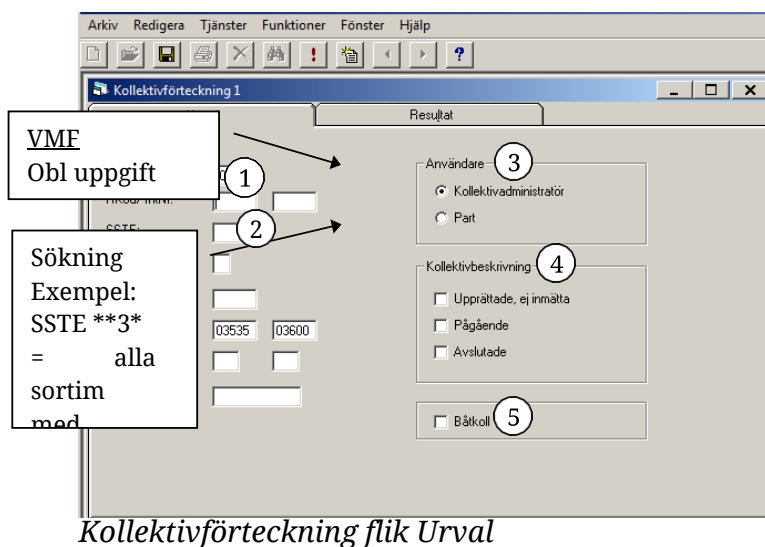 Arkiv Redigera Tjänster Funktioner Fönster Hjälp
Kollektivförteckning 1
Resultat
VMF
Obl uppgift
1
SSTE:
2
Sökning
Exempel:
SSTE **3*
= alla
sortim
med
03535 03600
Användare 3
Kollektivadministratör
Part
Kollektivbeskrivning 4
Upprättade, ej inmätta
Pågående
Avslutade
Båtkoll 5
Kollektivförteckning flik Urval